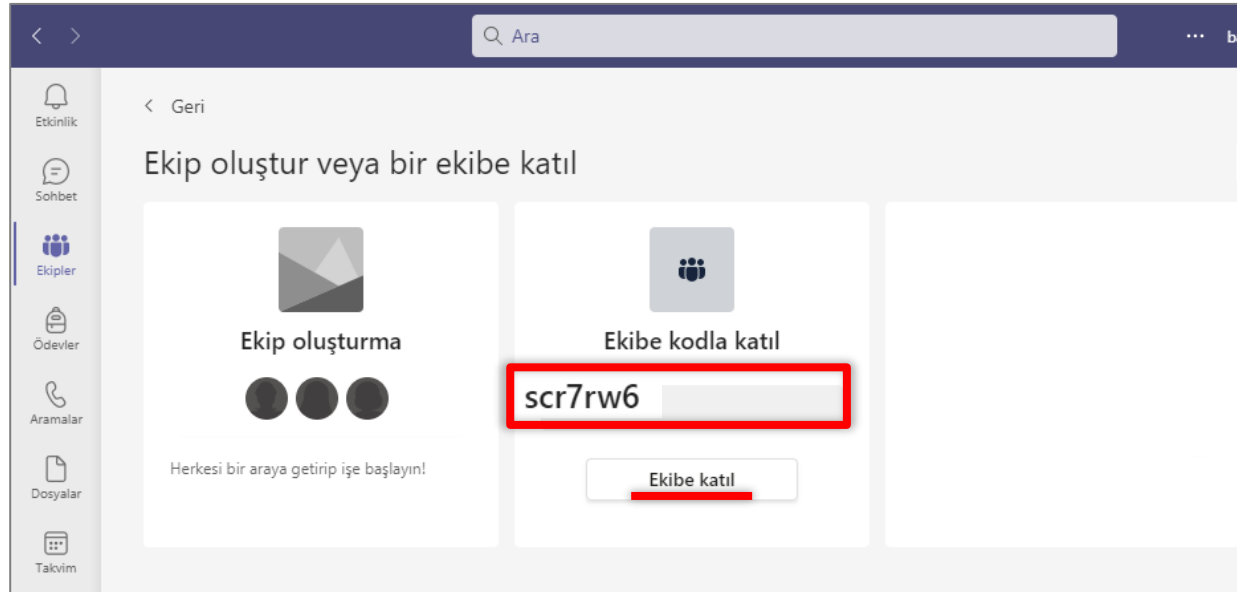 Ara
...
Etkinlik
Sohbet
Ekipler
Ödevler
Aramalar
Dosyalar
Takvim
Geri
Ekip oluştur veya bir ekibe katıl
Ekip oluşturma
Herkesi bir araya getirip işe başlayın!
Ekibe kodla katıl
scr7rw6
Ekibe katıl